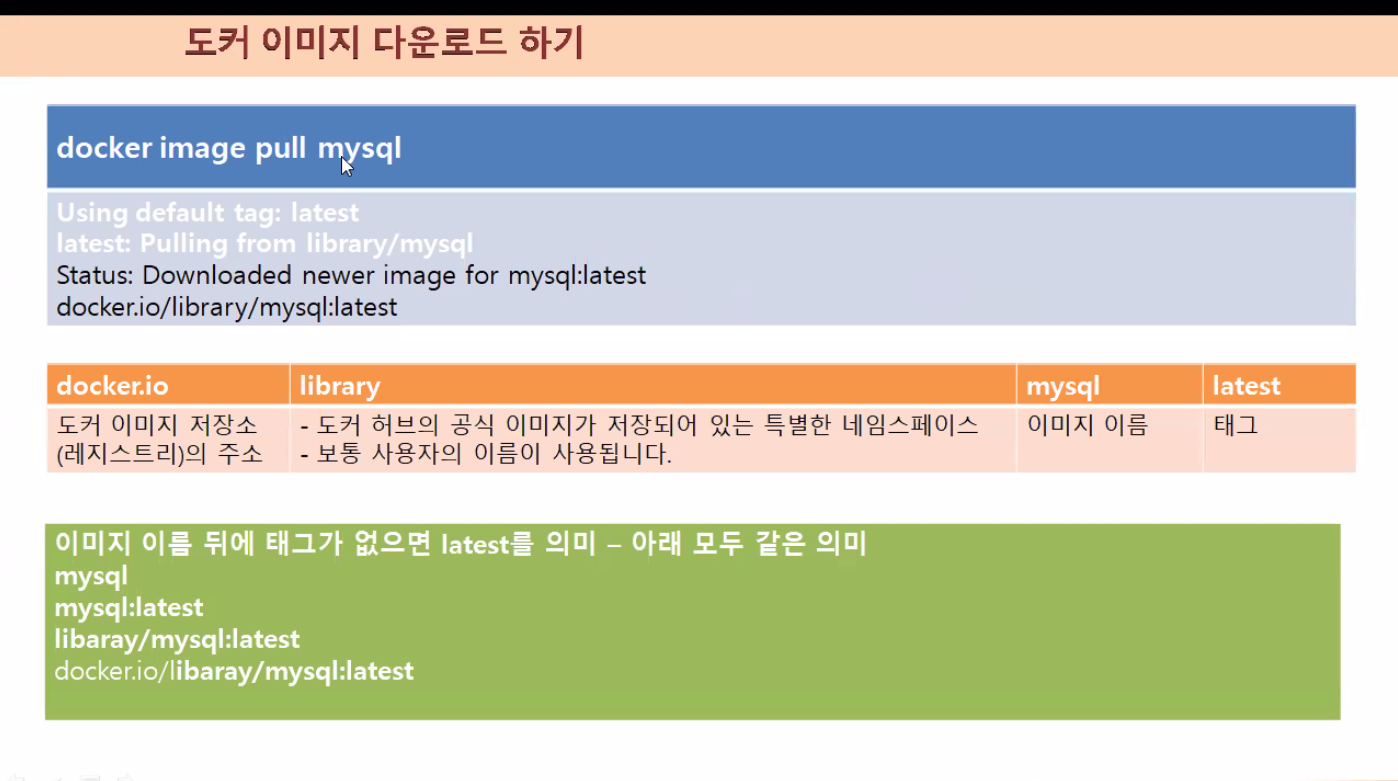 도커 이미지 다운로드 하기
docker image pull mysql
Using default tag: latest
latest: Pulling from library/mysql
Status: Downloaded newer image for mysql:latest
docker.io/library/mysql:latest
docker.io
library
mysql
latest
도커 이미지 저장소
(레지스트리)의 주소
- 도커 허브의 공식 이미지가 저장되어 있는 특별한 네임스페이스
- 보통 사용자의 이름이 사용됩니다.
이미지 이름
태그
이미지 이름 뒤에 태그가 없으면 latest를 의미 – 아래 모두 같은 의미
mysql
mysql:latest
libaray/mysql:latest
docker.io/libaray/mysql:latest